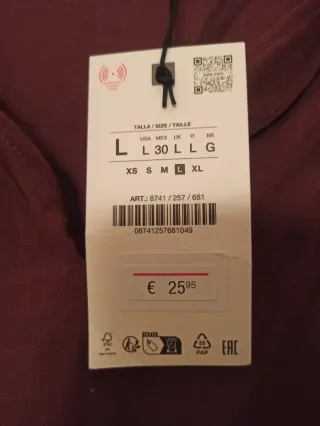 TALLA / SIZE / TAILLE
USA MEX UK IT BR
L L 30 L L G
XS S M L XL
ART.: 8741 / 257 / 681
08741257681049
€ 25 95
FSC
PAP
EAC